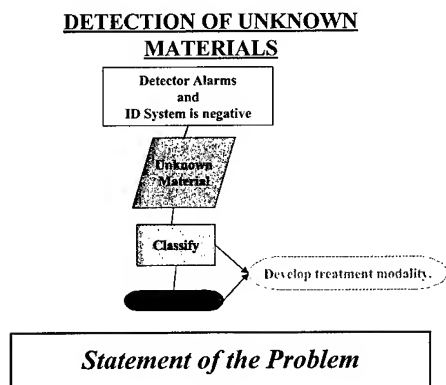 DETECTION OF UNKNOWN
MATERIALS
Detector Alarms
and
ID System is negative
Unknown
Material
Classify
Develop treatment modality.
Statement of the Problem